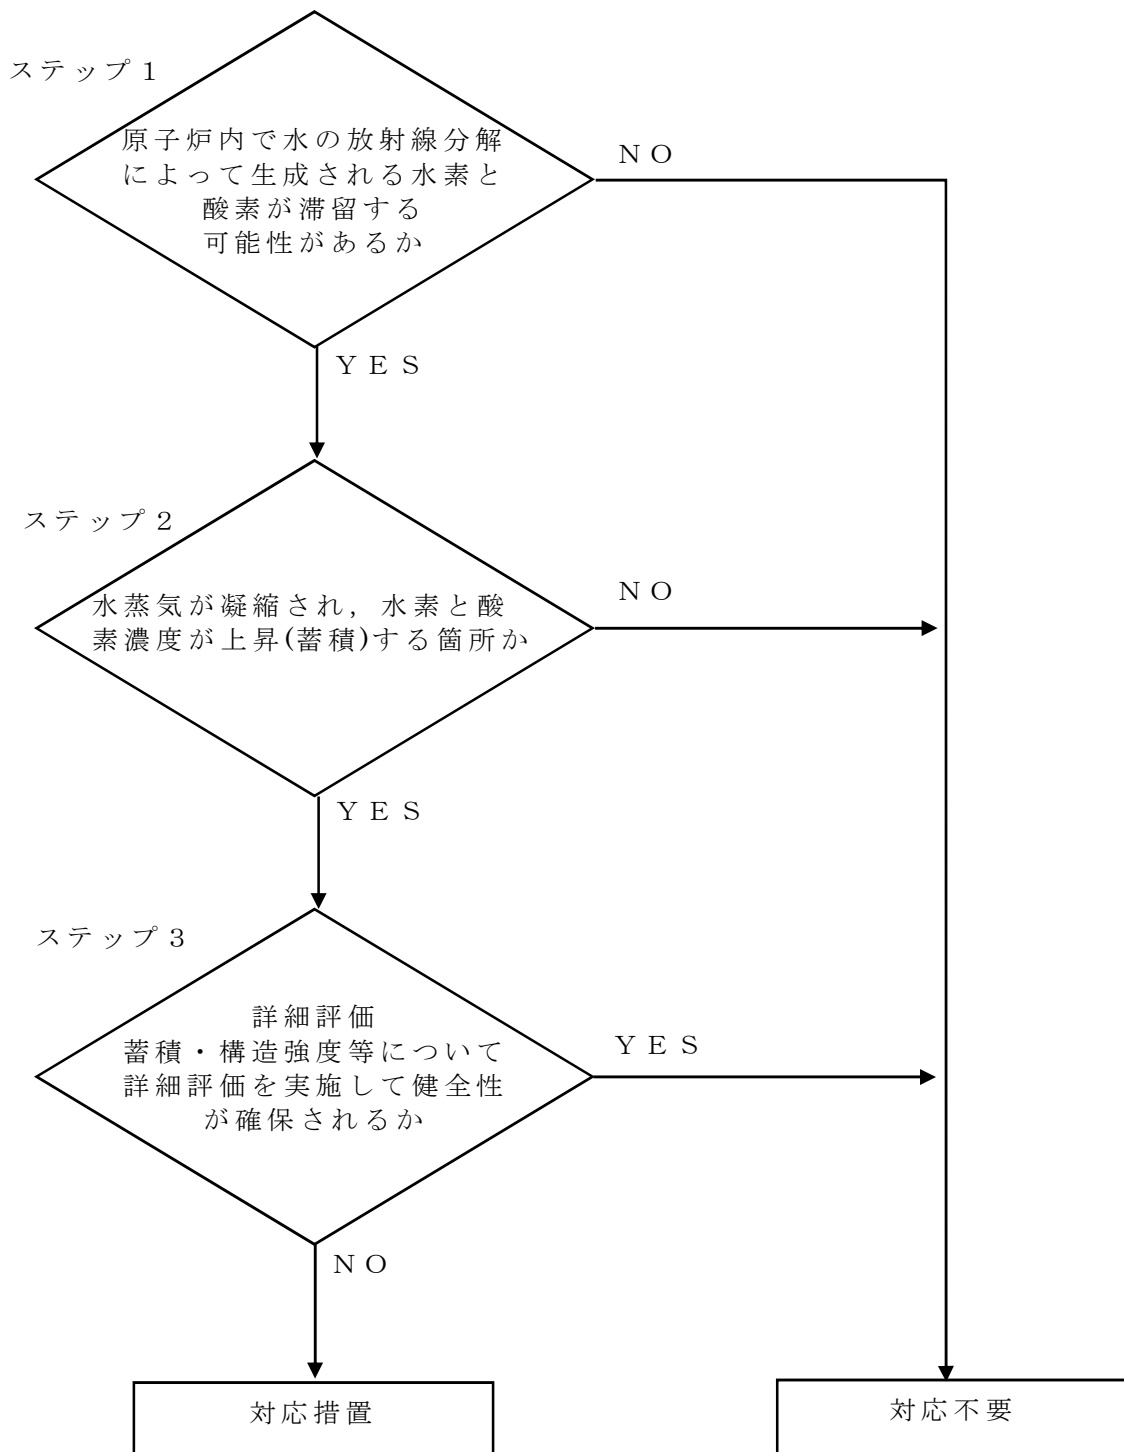 ステップ1
原子炉内で水の放射線分解
によって生成される水素と
酸素が滞留する
可能性があるか
NO
YES
ステップ2
水蒸気が凝縮され,水素と酸
素濃度が上昇(蓄積)する箇所か
NO
YES
ステップ3
詳細評価
蓄積・構造強度等について
詳細評価を実施して健全性
が確保されるか
YES
NO
対応措置
対応不要